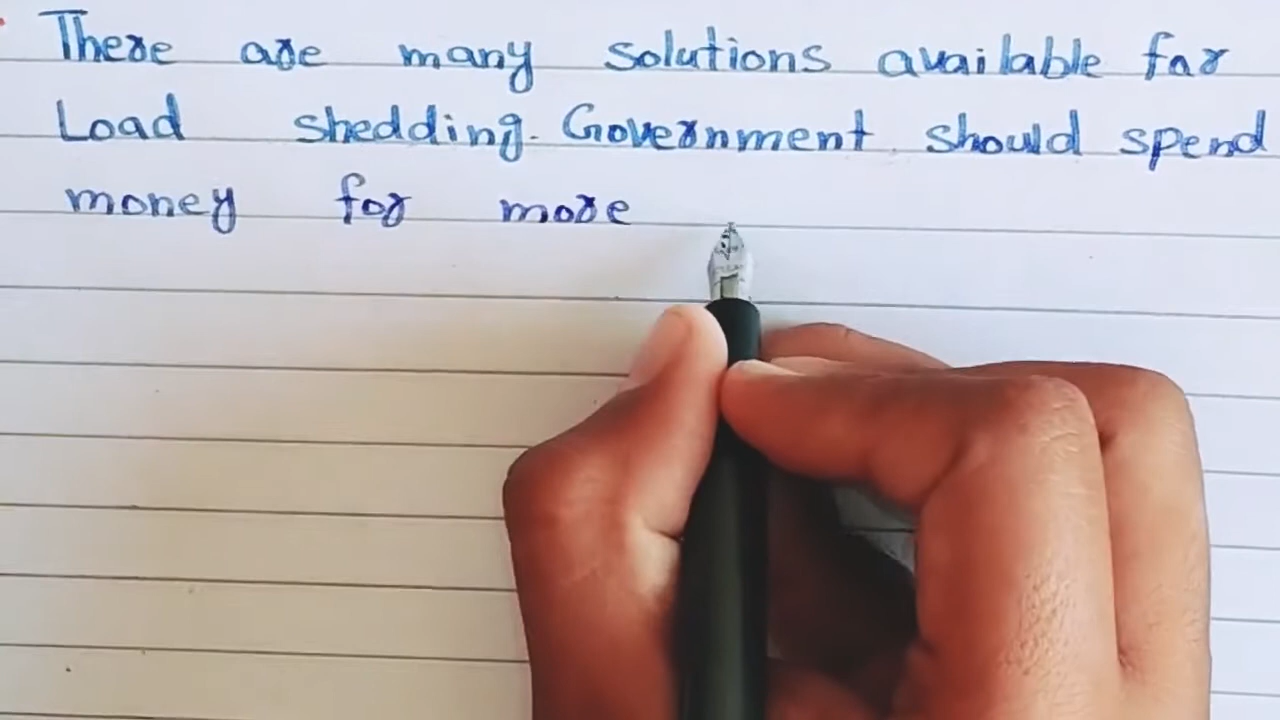 There are many solutions available for
Load shedding. Government should spend
money for more